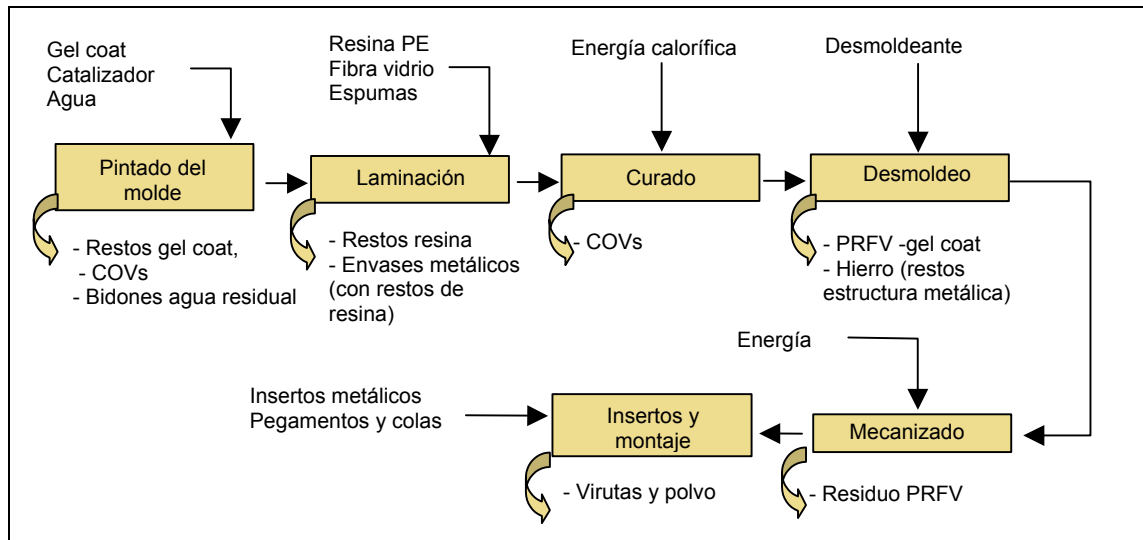 Gel coat
Catalizador
Agua
Resina PE
Fibra vidrio
Espumas
Energía calorífica
Desmoldeante
Pintado del
molde
Laminación
Curado
Desmoldeo
- Restos gel coat,
- COVs
- Bidones agua residual
- Restos resina
- Envases metálicos
(con restos de
resina)
- COVs
- PRFV -gel coat
- Hierro (restos
estructura metálica)
Energía
Insertos metálicos
Pegamentos y colas
Insertos y
montaje
Mecanizado
- Virutas y polvo
- Residuo PRFV